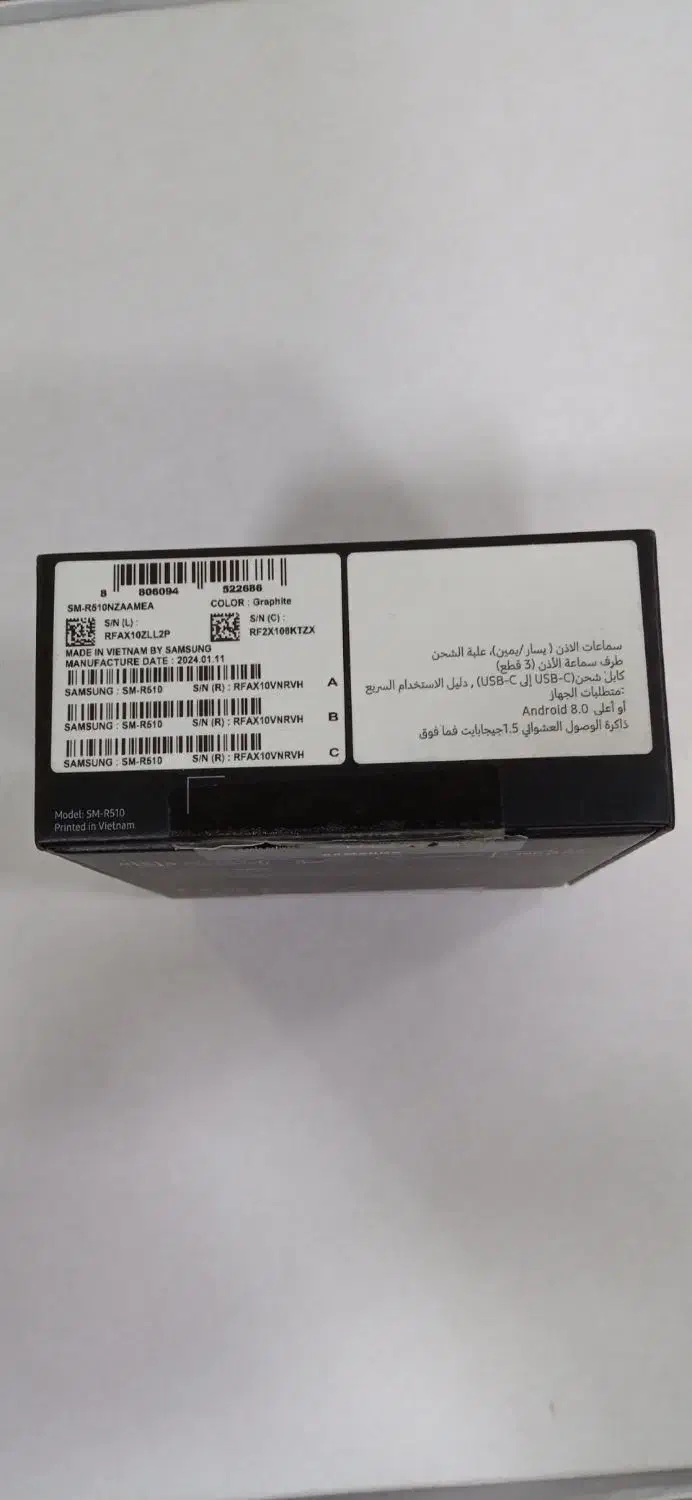 8 806094 522686
SM-R510NZAAMEA COLOR : Graphite
S/N (L) : S/N (C) :
RFAX10ZLL2P RF2X108KTZX
MADE IN VIETNAM BY SAMSUNG
MANUFACTURE DATE : 2024.01.11
A
SAMSUNG : SM-R510 S/N (R) : RFAX10VNRVH
B
SAMSUNG : SM-R510 S/N (R) : RFAX10VNRVH
C
SAMSUNG : SM-R510 S/N (R) : RFAX10VNRVH
سماعات الاذن ( يسار /يمين)، علبة الشحن
طرف سماعة الأذن (3 قطع)
كابل شحن(USB-C إلى USB-C) , دليل الاستخدام السريع
متطلبات الجهاز:
Android 8.0 أو أعلى
ذاكرة الوصول العشوائي 1.5جيجابايت فما فوق
Model: SM-R510
Printed in Vietnam